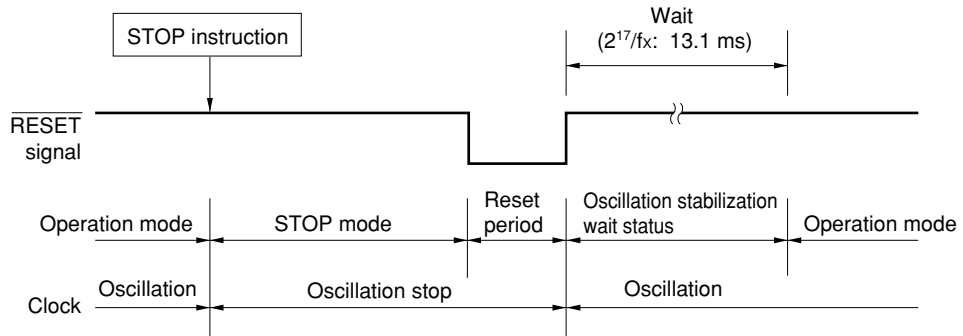 STOP instruction
Wait
(2¹⁷/fx: 13.1 ms)
RESET
signal
Operation mode
STOP mode
Reset
period
Oscillation stabilization
wait status
Operation mode
Clock
Oscillation
Oscillation stop
Oscillation